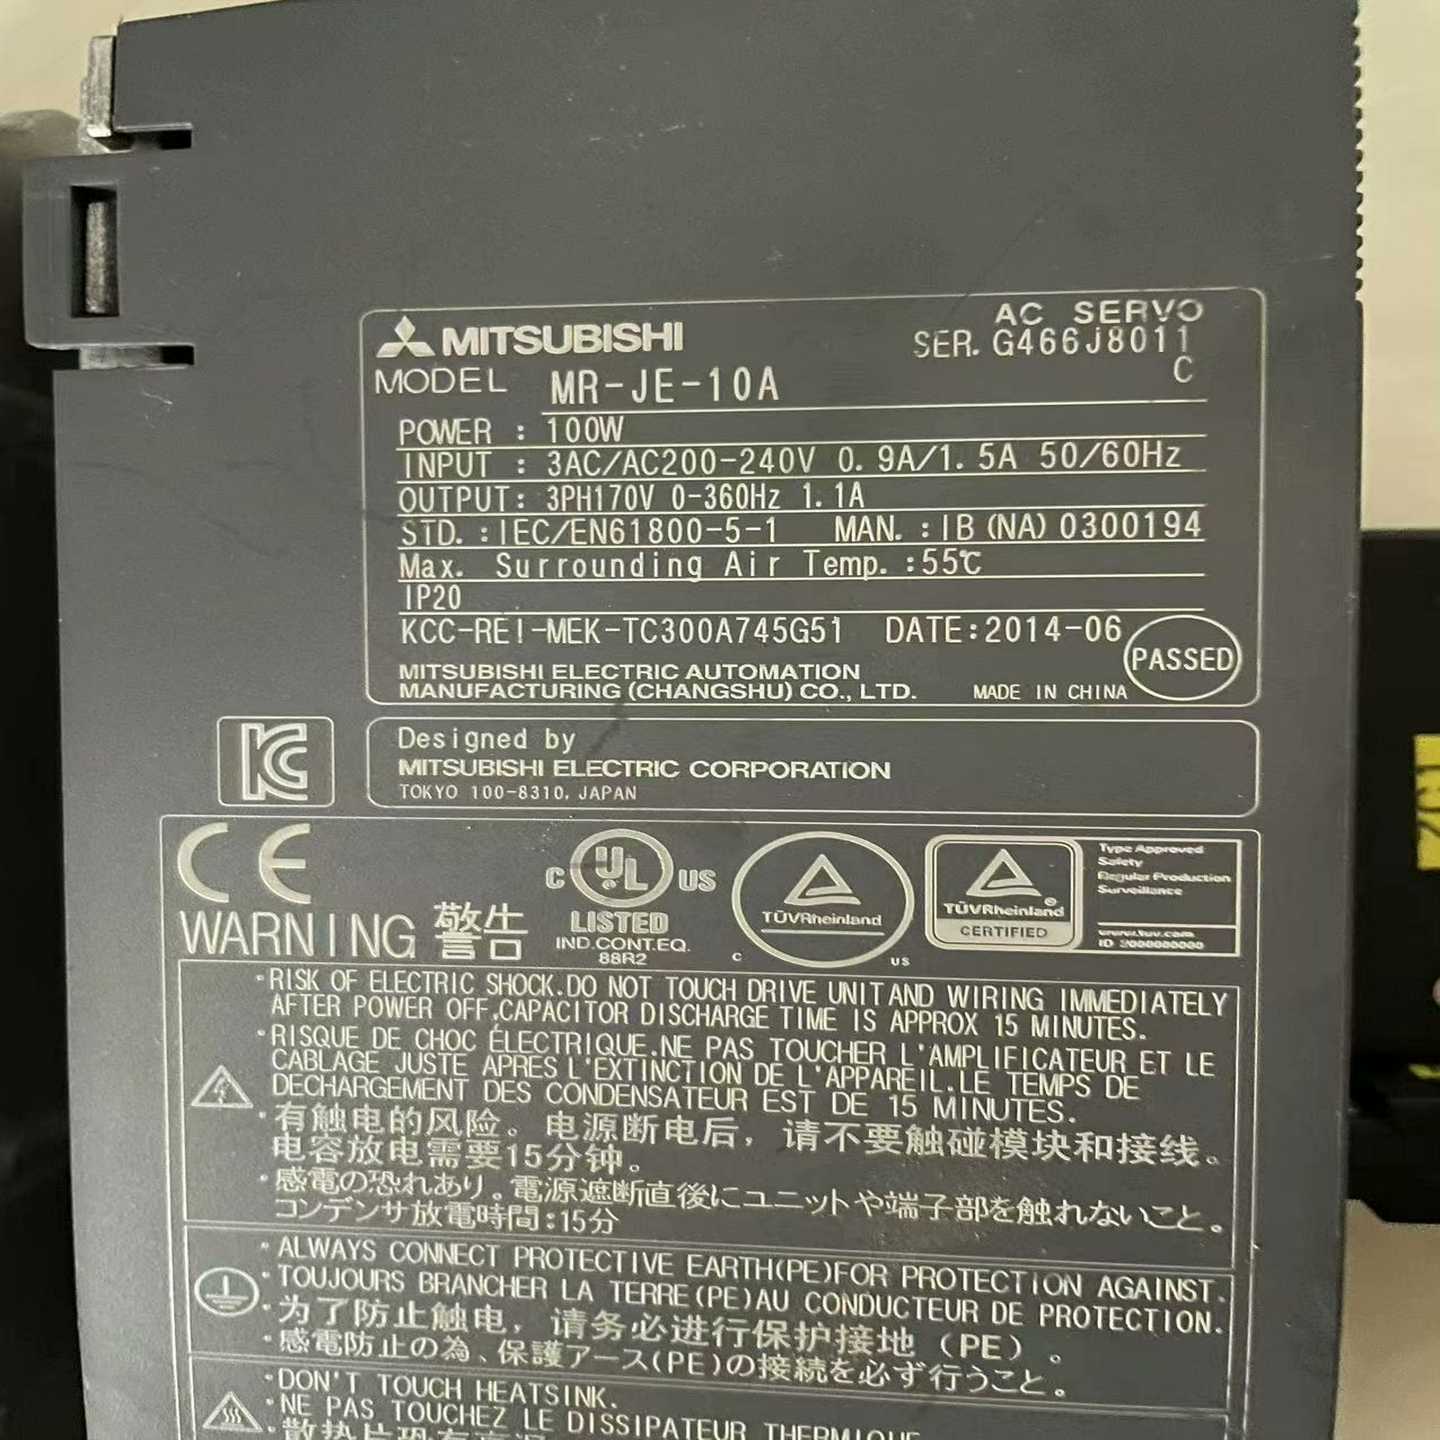 MITSUBISHI
AC SERVO
SER. G466J8011
C
MODEL MR-JE-10A
POWER : 100W
INPUT : 3AC/AC200-240V 0.9A/1.5A 50/60Hz
OUTPUT: 3PH170V 0-360Hz 1.1A
STD. : IEC/EN61800-5-1 MAN. : IB(NA)0300194
Max. Surrounding Air Temp. :55℃
IP20
KCC-REI-MEK-TC300A745G51 DATE:2014-06
PASSED
MITSUBISHI ELECTRIC AUTOMATION
MANUFACTURING (CHANGSHU) CO., LTD. MADE IN CHINA
Designed by
MITSUBISHI ELECTRIC CORPORATION
TOKYO 100-8310, JAPAN
CE
C UL US
LISTED
IND.CONT.EQ.
88R2
TÜVRheinland
C US
TÜVRheinland®
CERTIFIED
Type Approved
Safety
Regular Production
Surveillance
www.tuv.com
ID 2000000000
WARNING 警告
・RISK OF ELECTRIC SHOCK.DO NOT TOUCH DRIVE UNIT AND WIRING IMMEDIATELY
AFTER POWER OFF.CAPACITOR DISCHARGE TIME IS APPROX 15 MINUTES.
・RISQUE DE CHOC ÉLECTRIQUE.NE PAS TOUCHER L'AMPLIFICATEUR ET LE
CABLAGE JUSTE APRES L'EXTINCTION DE L'APPAREIL.LE TEMPS DE
DECHARGEMENT DES CONDENSATEUR EST DE 15 MINUTES.
・有触电的风险。电源断电后，请不要触碰模块和接线。
电容放电需要15分钟。
・感電の恐れあり。電源遮断直後にユニットや端子部を触れないこと。
コンデンサ放電時間:15分
・ALWAYS CONNECT PROTECTIVE EARTH(PE)FOR PROTECTION AGAINST.
・TOUJOURS BRANCHER LA TERRE(PE)AU CONDUCTEUR DE PROTECTION.
・为了防止触电，请务必进行保护接地（PE）。
・感電防止の為、保護アース(PE)の接続を必ず行うこと。
・DON'T TOUCH HEATSINK.
・NE PAS TOUCHEZ LE DISSIPATEUR THERMIQUE